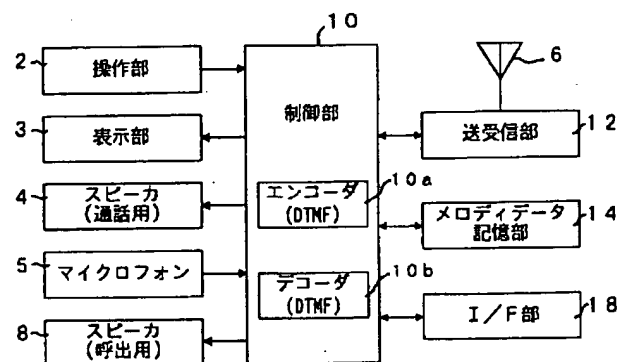 10
2
操作部
制御部
6
3
表示部
送受信部
12
4
スピーカ
(通話用)
エンコーダ
(DTMF)
10a
メロディデータ
記憶部
14
5
マイクロフォン
デコーダ
(DTMF)
10b
8
スピーカ
(呼出用)
I/F部
18